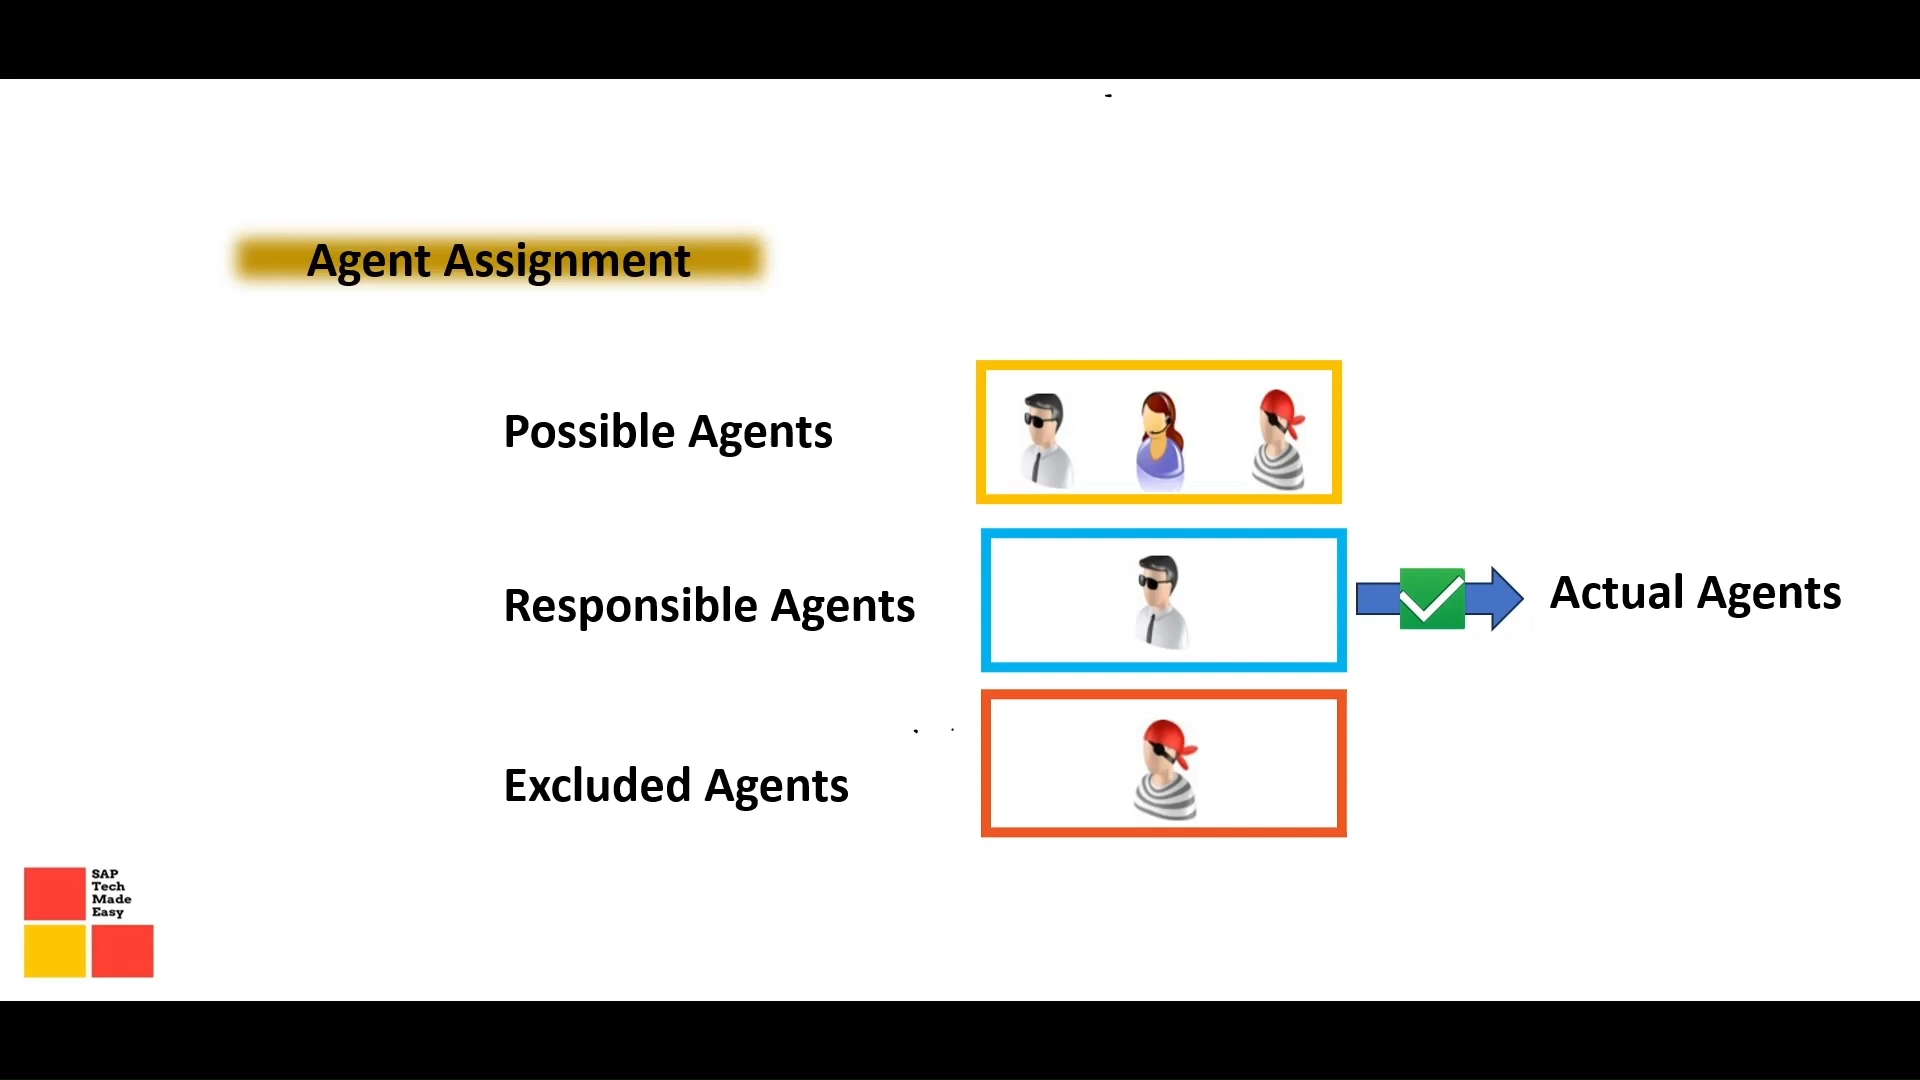 Agent Assignment
Possible Agents
Responsible Agents
Actual Agents
Excluded Agents
SAP
Tech
Made
Easy